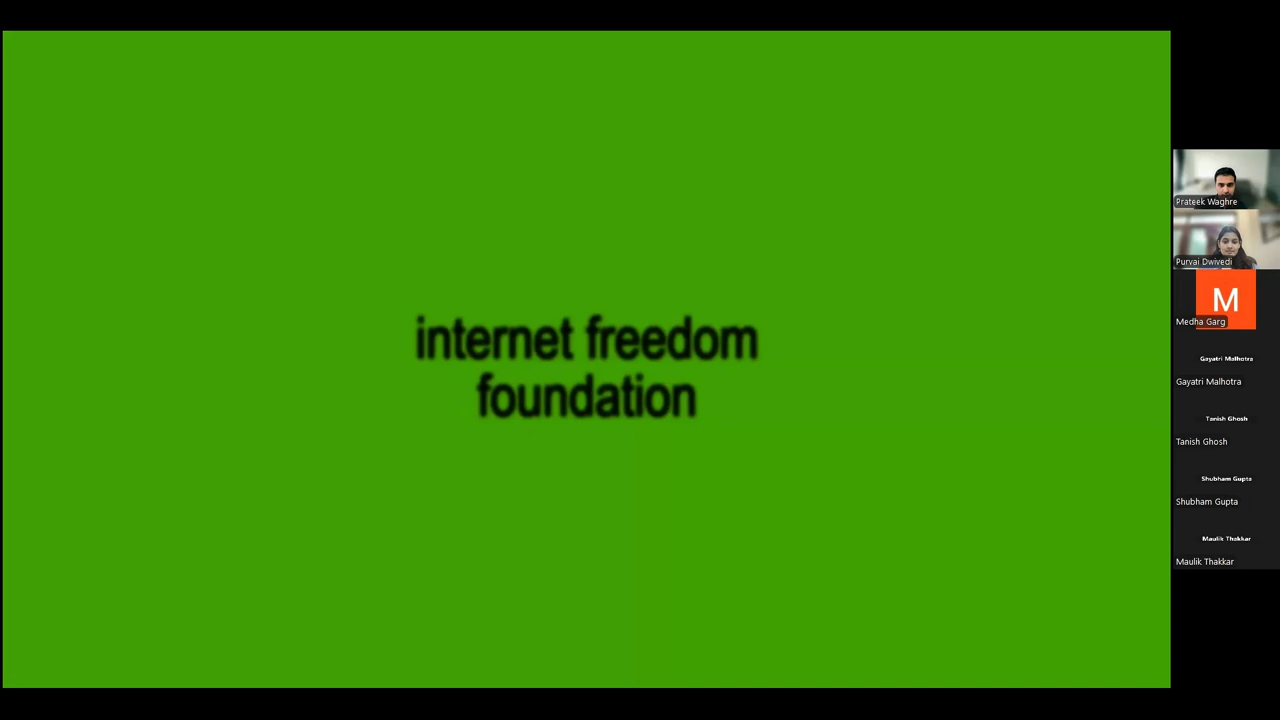 internet freedom
foundation
Prateek Waghre
Purvai Dwivedi
M
Medha Garg
Gayatri Malhotra
Gayatri Malhotra
Tanish Ghosh
Tanish Ghosh
Shubham Gupta
Shubham Gupta
Maulik Thakkar
Maulik Thakkar